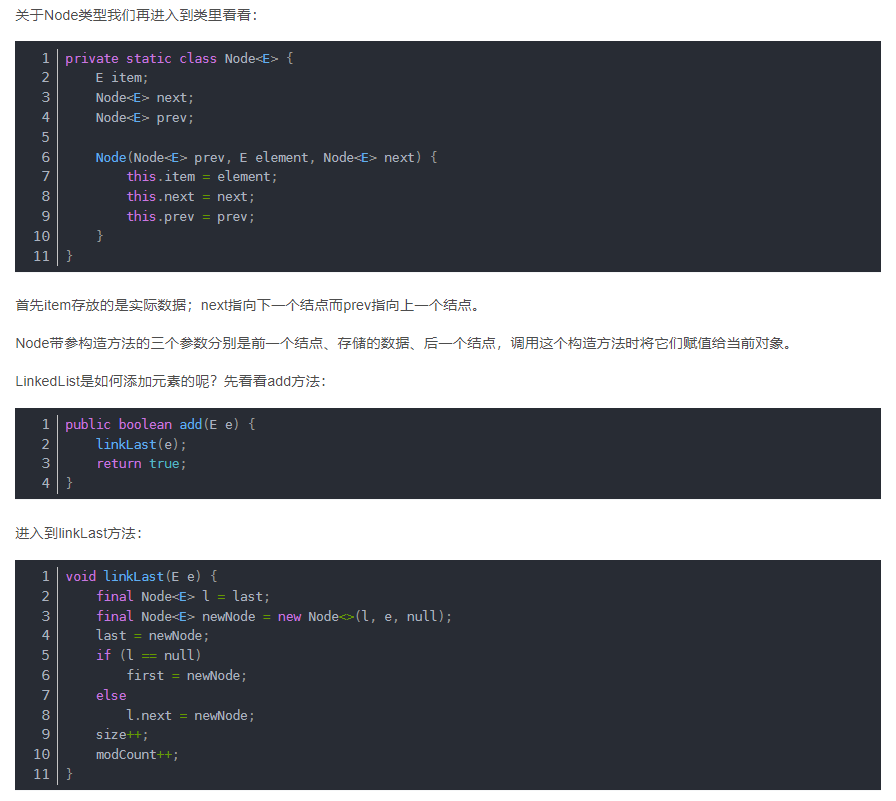 关于Node类型我们再进入到类里看看：
1 private static class Node<E> {
2     E item;
3     Node<E> next;
4     Node<E> prev;
5
6     Node(Node<E> prev, E element, Node<E> next) {
7         this.item = element;
8         this.next = next;
9         this.prev = prev;
10     }
11 }
首先item存放的是实际数据；next指向下一个结点而prev指向上一个结点。
Node带参构造方法的三个参数分别是前一个结点、存储的数据、后一个结点，调用这个构造方法时将它们赋值给当前对象。
LinkedList是如何添加元素的呢？先看看add方法：
1 public boolean add(E e) {
2     linkLast(e);
3     return true;
4 }
进入到linkLast方法：
1 void linkLast(E e) {
2     final Node<E> l = last;
3     final Node<E> newNode = new Node<>(l, e, null);
4     last = newNode;
5     if (l == null)
6         first = newNode;
7     else
8         l.next = newNode;
9     size++;
10     modCount++;
11 }